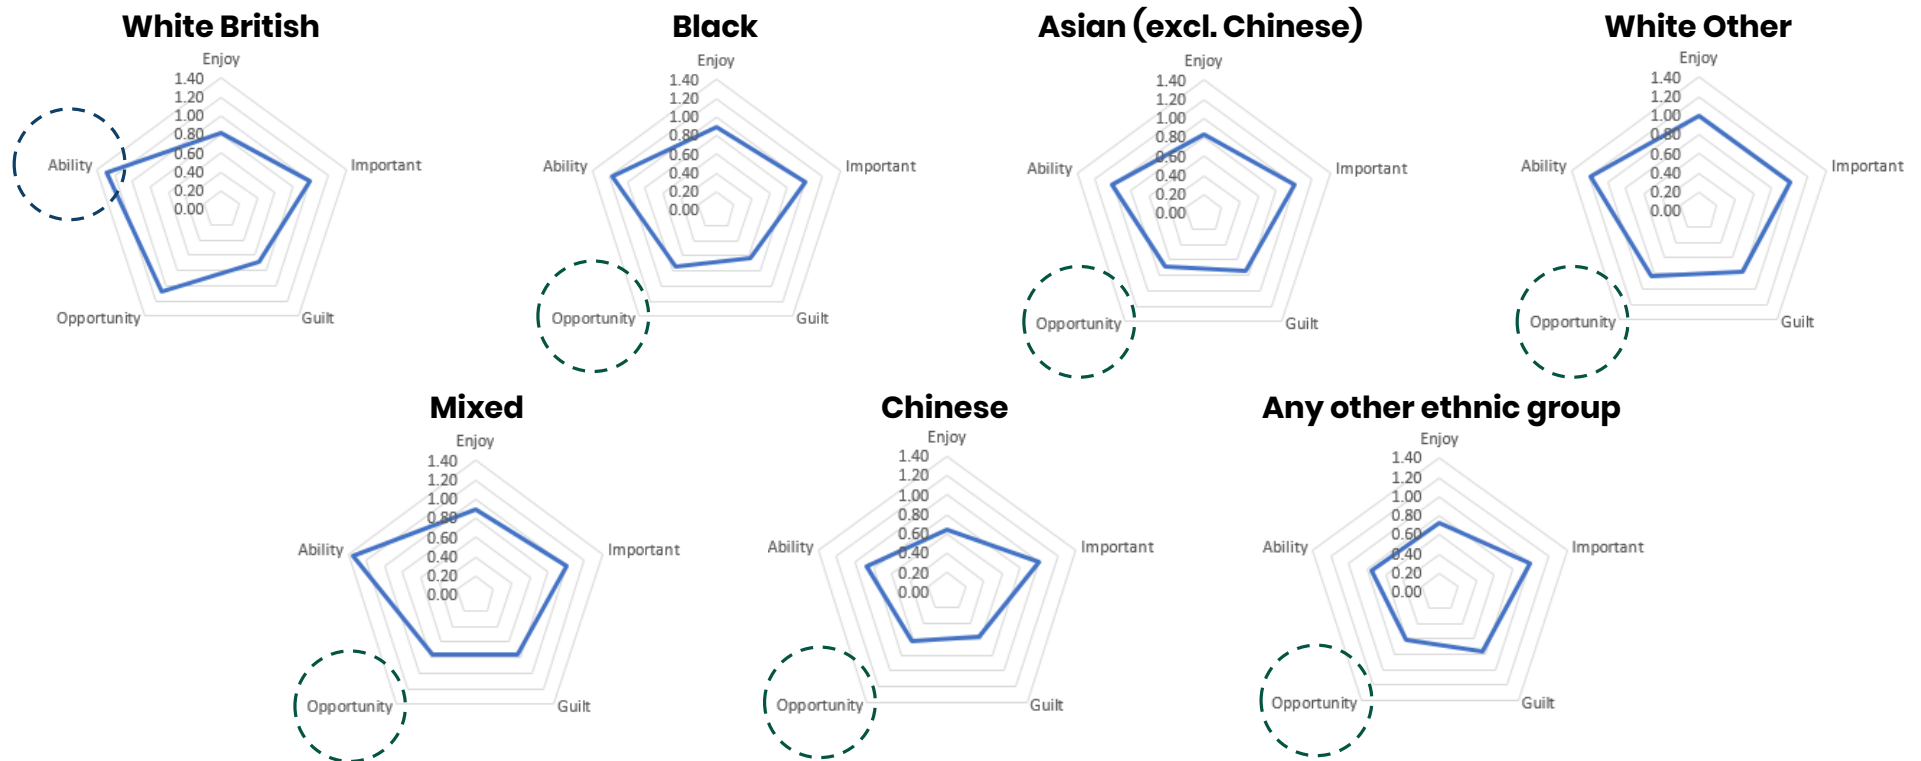 White British
Enjoy
1.40
1.20
1.00
0.80
0.60
0.40
0.20
0.00
Ability
Important
Opportunity
Guilt
Black
Enjoy
1.40
1.20
1.00
0.80
0.60
0.40
0.20
0.00
Ability
Important
Opportunity
Guilt
Asian (excl. Chinese)
Enjoy
1.40
1.20
1.00
0.80
0.60
0.40
0.20
0.00
Ability
Important
Opportunity
Guilt
White Other
Enjoy
1.40
1.20
1.00
0.80
0.60
0.40
0.20
0.00
Ability
Important
Opportunity
Guilt
Mixed
Enjoy
1.40
1.20
1.00
0.80
0.60
0.40
0.20
0.00
Ability
Important
Opportunity
Guilt
Chinese
Enjoy
1.40
1.20
1.00
0.80
0.60
0.40
0.20
0.00
Ability
Important
Opportunity
Guilt
Any other ethnic group
Enjoy
1.40
1.20
1.00
0.80
0.60
0.40
0.20
0.00
Ability
Important
Opportunity
Guilt